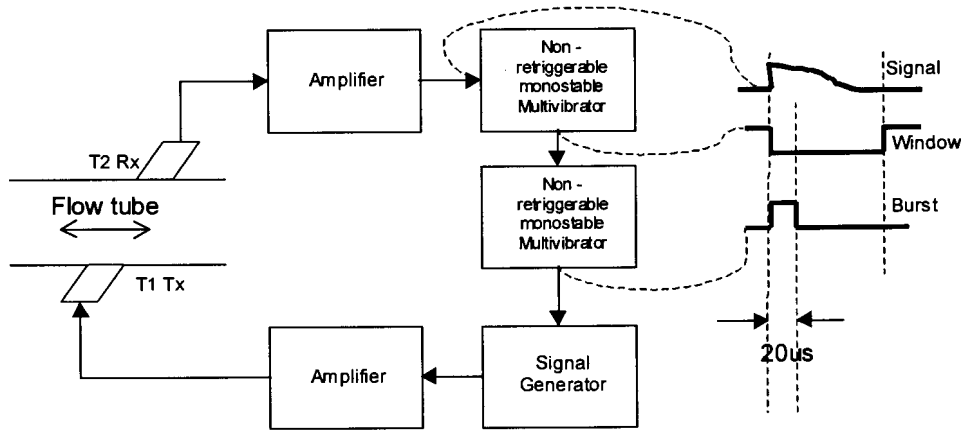 Non -
retriggerable
monostable
Multivibrator
Amplifier
Signal
Window
T2 Rx
Non -
retriggerable
monostable
Multivibrator
Flow tube
Burst
T1 Tx
20us
Amplifier
Signal
Generator